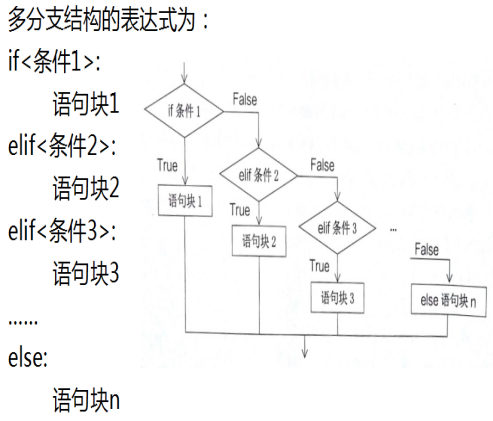 多分支结构的表达式为：
if<条件1>:
语句块1
elif<条件2>:
语句块2
elif<条件3>:
语句块3
......
else:
语句块n
if 条件 1
False
True
elif 条件 2
False
语句块 1
True
elif 条件 3
...
语句块 2
False
True
语句块 3
else 语句块 n